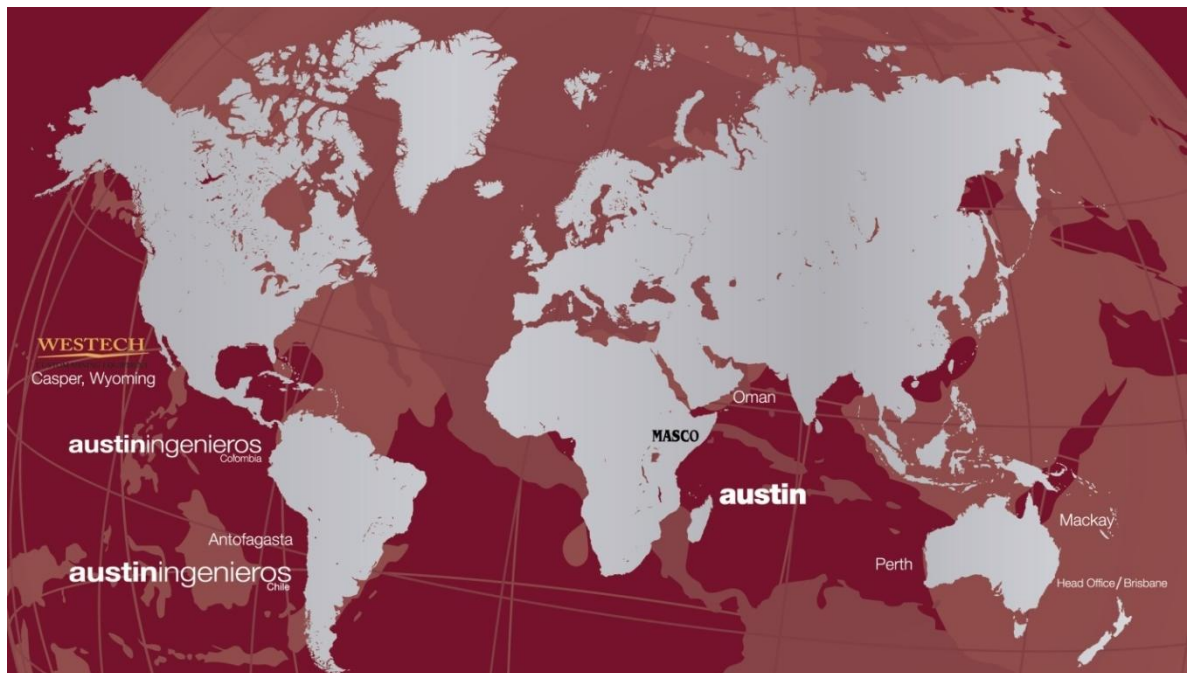 WESTECH
Casper, Wyoming
austiningenieros
Colombia
Antofagasta
austiningenieros
Chile
Oman
MASCO
austin
Perth
Mackay
Head Office/Brisbane